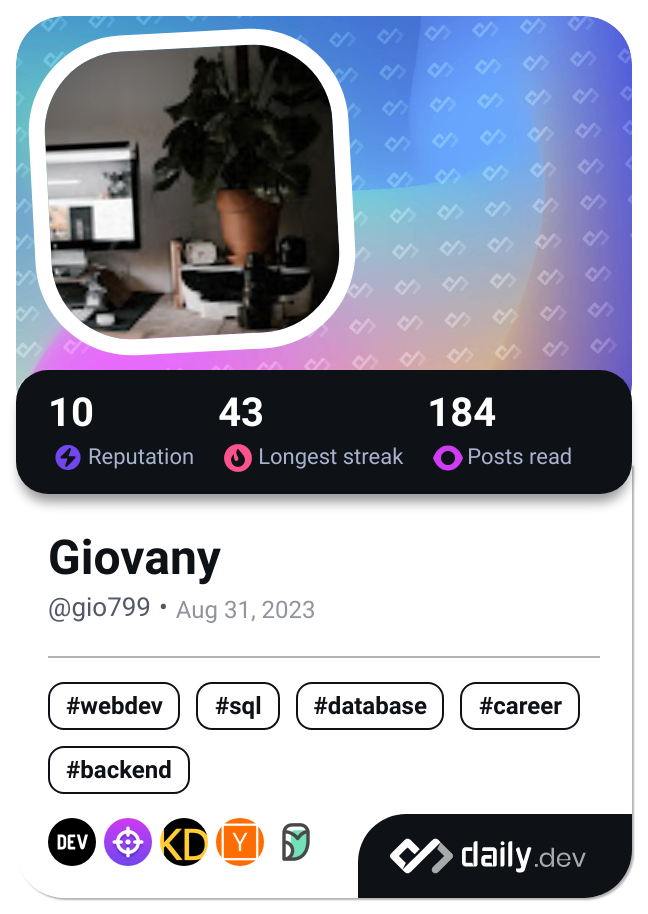 10 43 184
Reputation Longest streak Posts read
Giovany
@gio799 • Aug 31, 2023
#webdev #sql #database #career
#backend
DEV KD Y daily.dev